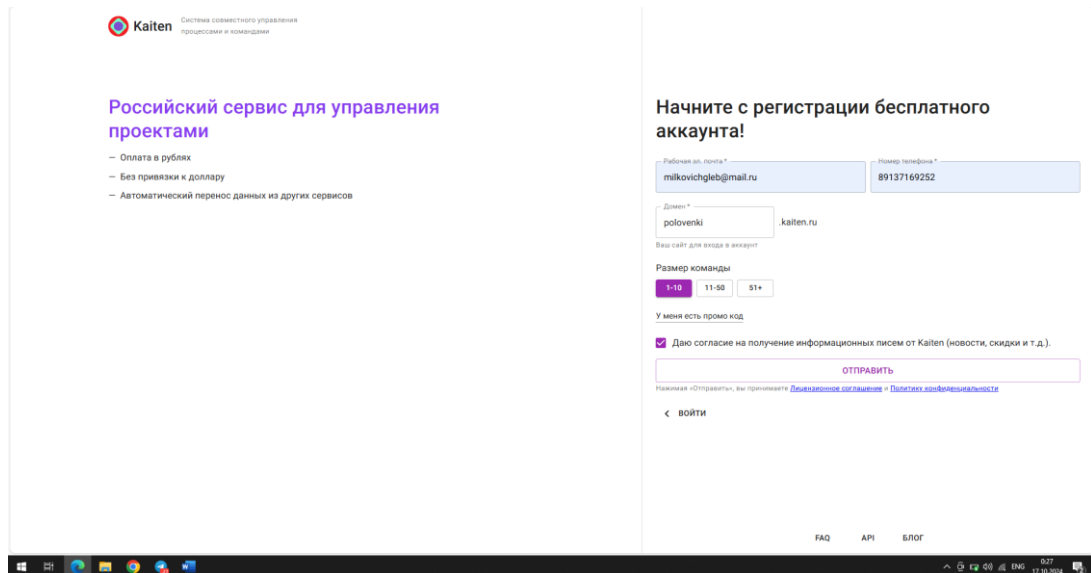 Kaiten
Система совместного управления
процессами и командами
Российский сервис для управления
проектами
— Оплата в рублях
— Без привязки к доллару
— Автоматический перенос данных из других сервисов
Начните с регистрации бесплатного
аккаунта!
Рабочая эл. почта *
milkovichgleb@mail.ru
Номер телефона *
89137169252
Домен *
polovenki
.kaiten.ru
Ваш сайт для входа в аккаунт
Размер команды
1-10 11-50 51+
У меня есть промо код
Даю согласие на получение информационных писем от Kaiten (новости, скидки и т.д.).
ОТПРАВИТЬ
Нажимая «Отправить», вы принимаете Лицензионное соглашение и Политику конфиденциальности
ВОЙТИ
FAQ API БЛОГ
ENG
0:27
17.10.2024